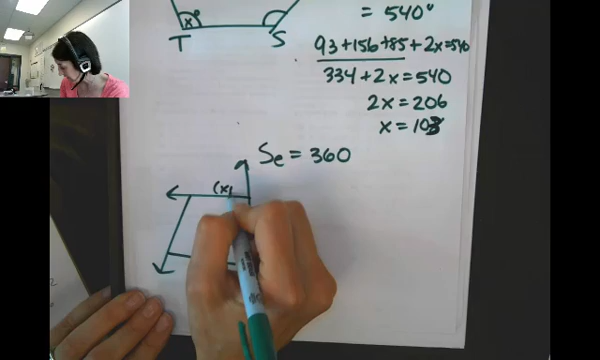 = 540°
x°
T
S
93+156+85+2x=540
334+2x=540
2x=206
x=103
Se = 360
(x)